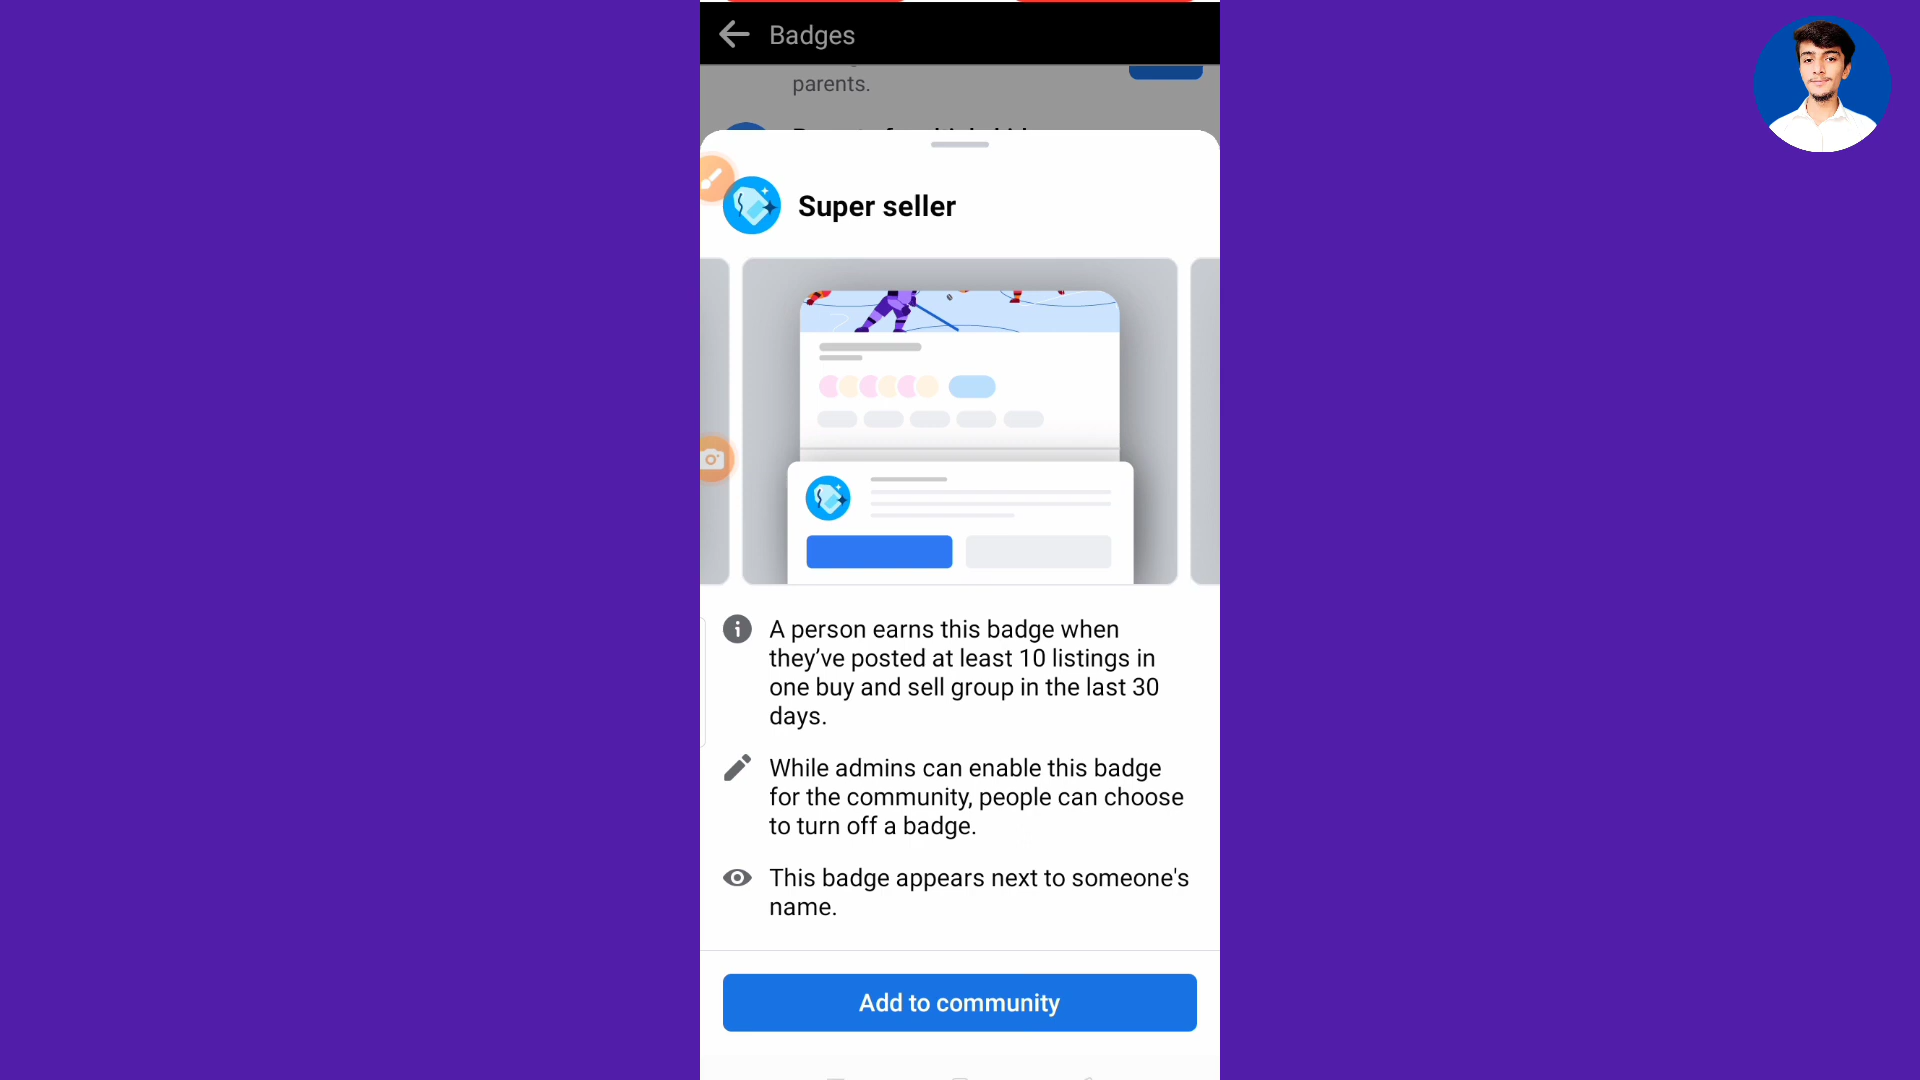 Badges
parents.
Super seller
A person earns this badge when
they’ve posted at least 10 listings in
one buy and sell group in the last 30
days.
While admins can enable this badge
for the community, people can choose
to turn off a badge.
This badge appears next to someone's
name.
Add to community